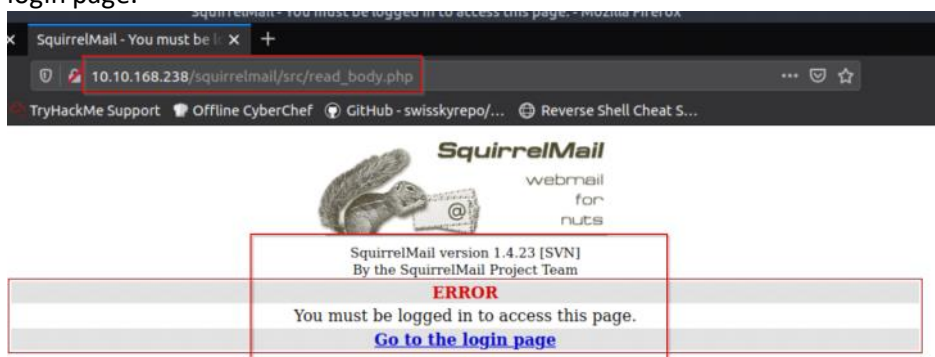 login page.
SquirrelMail - You must be logged in to access this page. - Mozilla Firefox
SquirrelMail - You must be lo
10.10.168.238/squirrelmail/src/read_body.php
TryHackMe Support Offline CyberChef GitHub - swisskyrepo/... Reverse Shell Cheat S...
SquirrelMail
webmail
for
nuts
@
SquirrelMail version 1.4.23 [SVN]
By the SquirrelMail Project Team
ERROR
You must be logged in to access this page.
Go to the login page